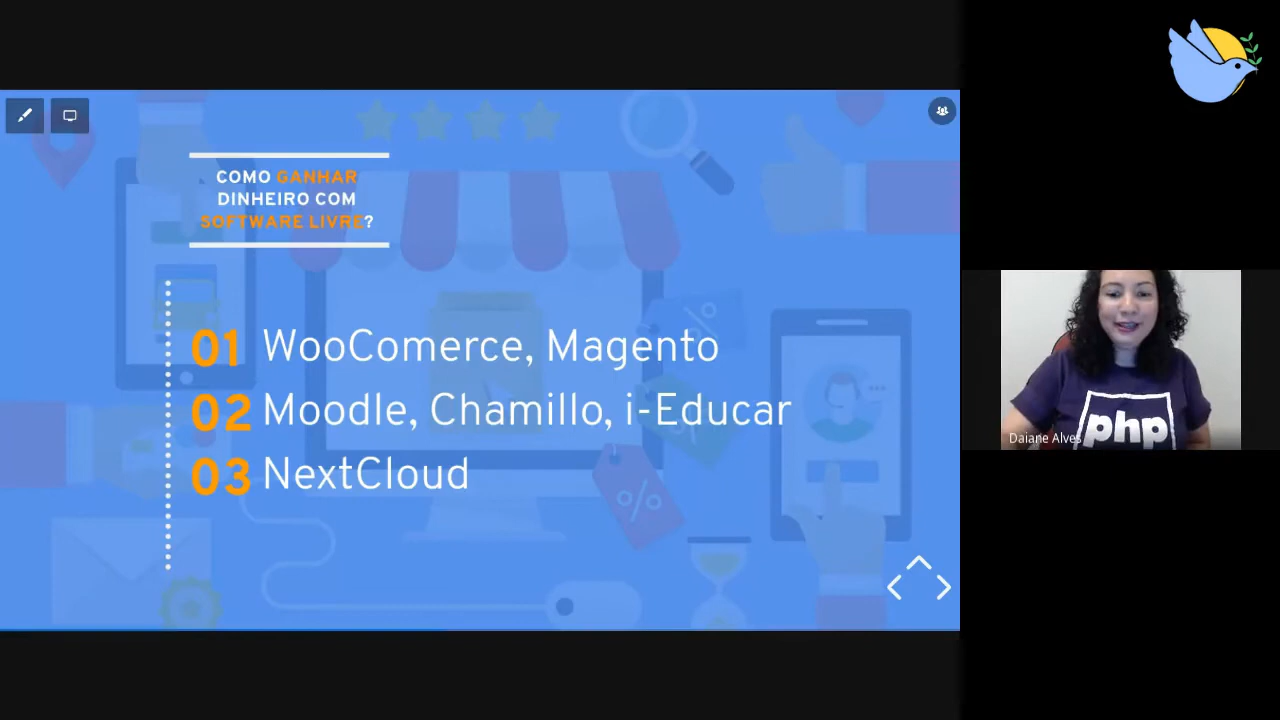 COMO GANHAR
DINHEIRO COM
SOFTWARE LIVRE?
01 WooComerce, Magento
02 Moodle, Chamillo, i-Educar
03 NextCloud
Daiane Alves
php